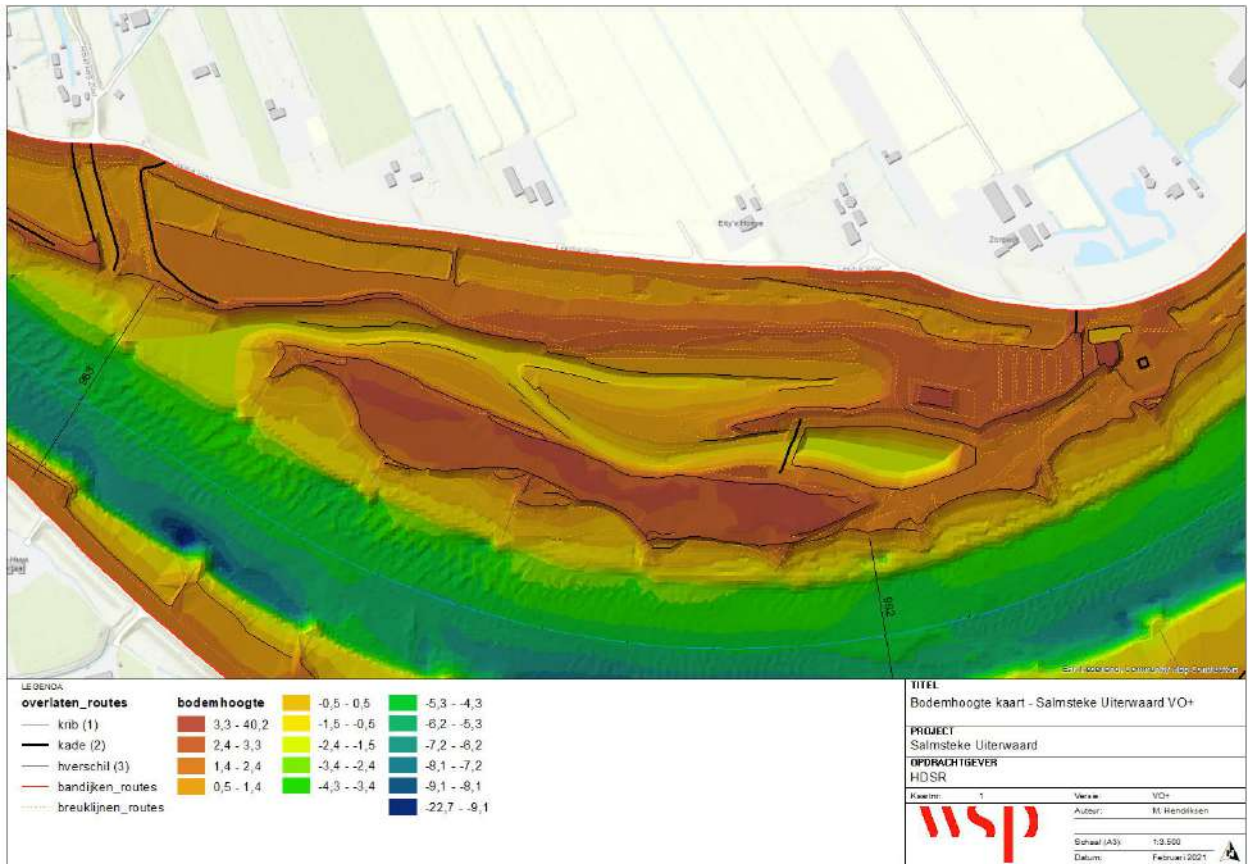 963
962
LEGENDA
overlaten_routes
krib (1)
kade (2)
hverschil (3)
bandijken_routes
breuklijnen_routes
bodemhoogte
3,3 - 40,2
2,4 - 3,3
1,4 - 2,4
0,5 - 1,4
-0,5 - 0,5
-1,5 - -0,5
-2,4 - -1,5
-3,4 - -2,4
-4,3 - -3,4
-5,3 - -4,3
-6,2 - -5,3
-7,2 - -6,2
-8,1 - -7,2
-9,1 - -8,1
-22,7 - -9,1
TITEL
Bodemhoogte kaart - Salmsteke Uiterwaard VO+
PROJECT
Salmsteke Uiterwaard
OPDRACHTGEVER
HDSR
Kaartnr: 1
Versie: VO+
Auteur: M. Hendriksen
Schaal (A3): 1:3.500
Datum: Februari 2021
wsp